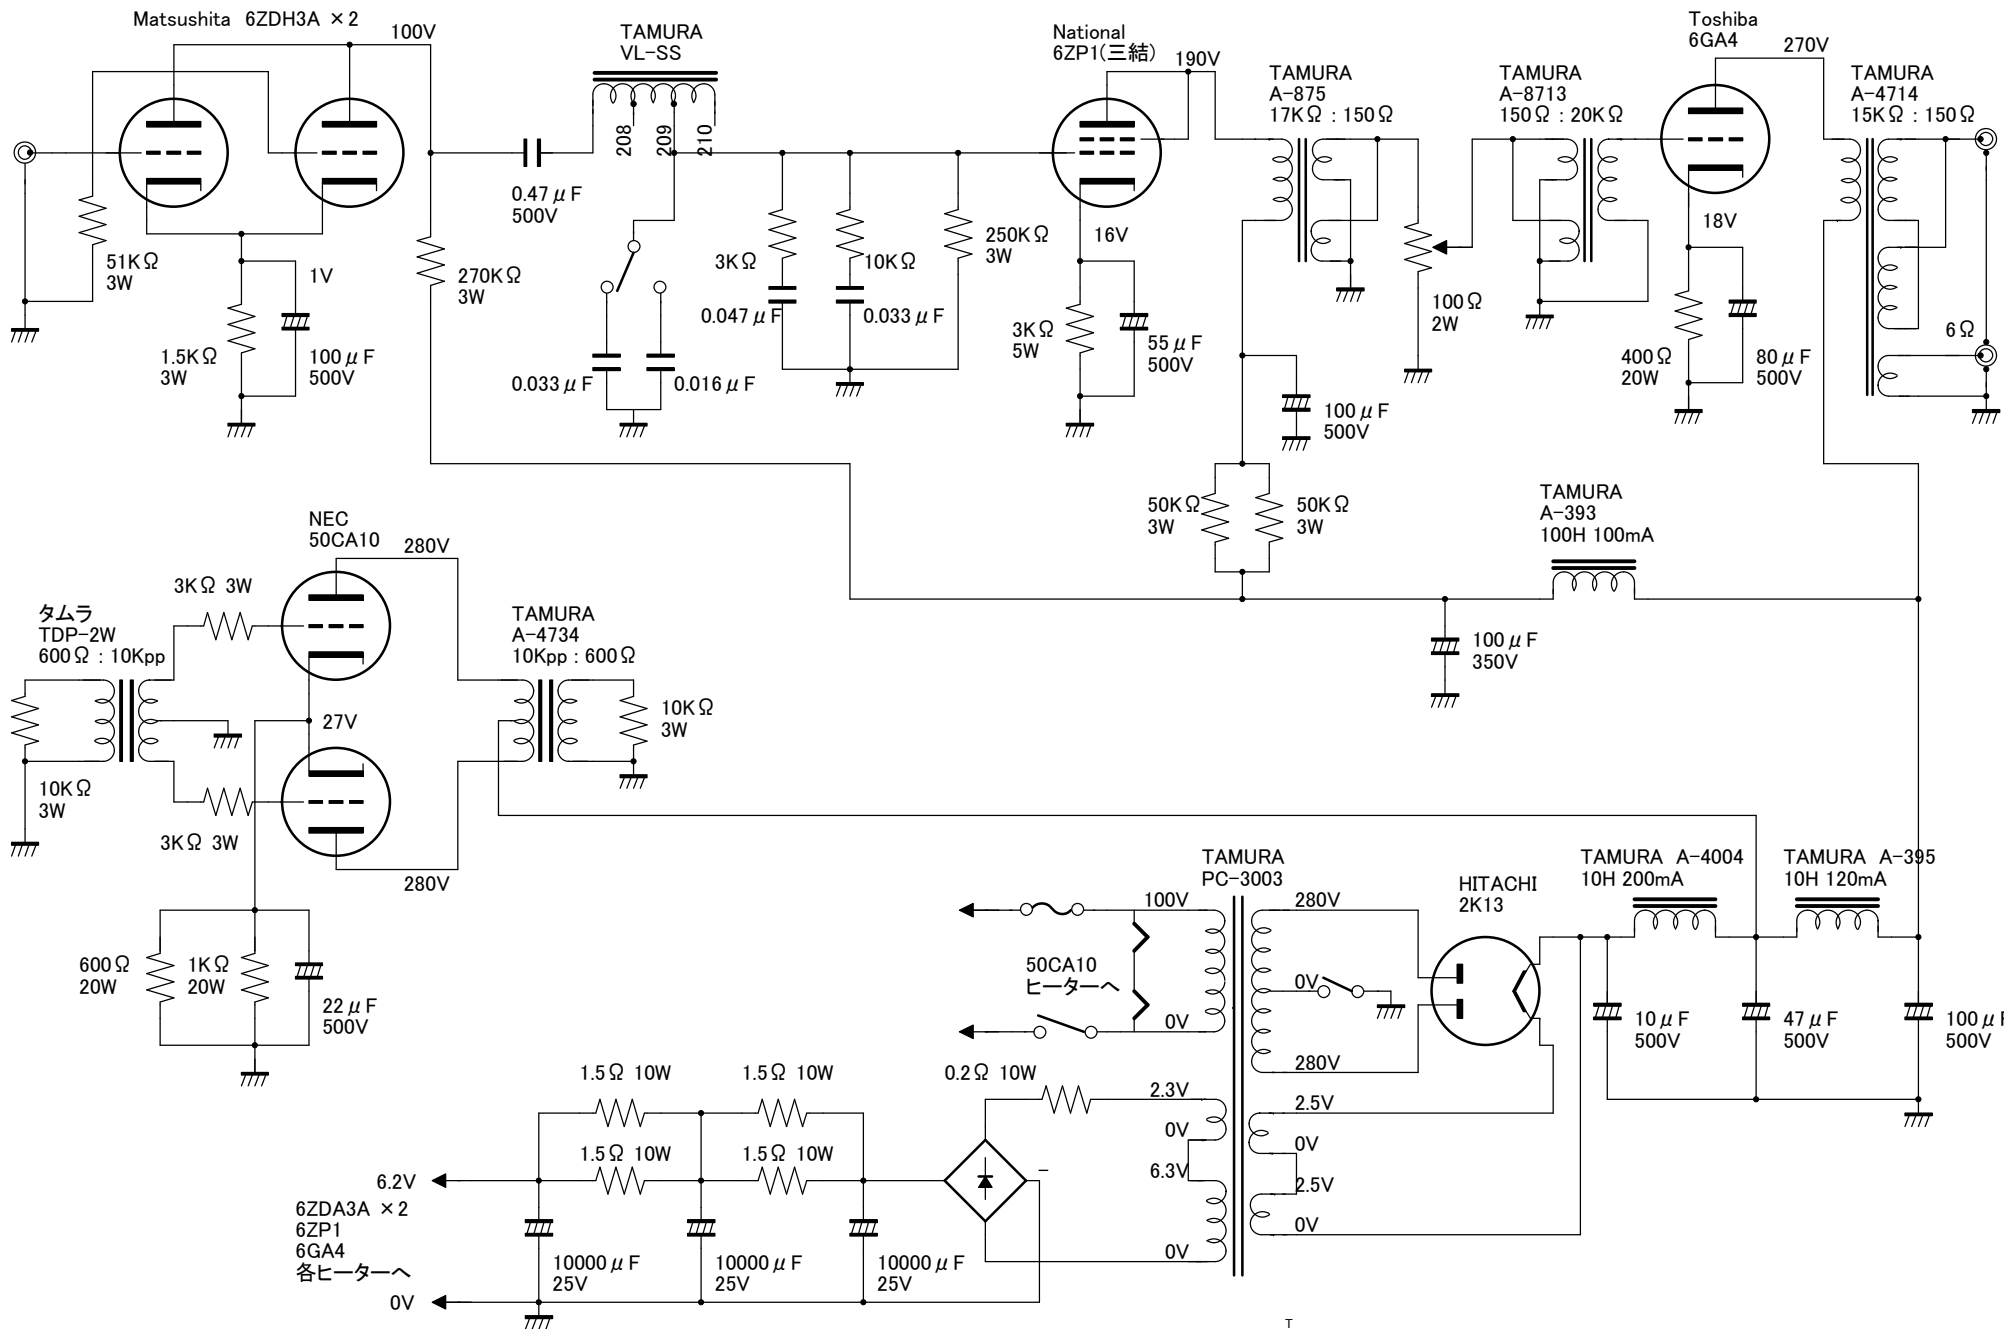 Matsushita 6ZDH3A ×2
100V
TAMURA
VL-SS
208
209
210
National
6ZP1(三結)
190V
TAMURA
A-875
17KΩ : 150Ω
TAMURA
A-8713
150Ω : 20KΩ
Toshiba
6GA4
270V
TAMURA
A-4714
15KΩ : 150Ω
51KΩ
3W
1V
1.5KΩ
3W
100μF
500V
270KΩ
3W
0.47μF
500V
0.033μF
0.016μF
3KΩ
0.047μF
10KΩ
0.033μF
250KΩ
3W
16V
3KΩ
5W
55μF
500V
100μF
500V
100Ω
2W
18V
400Ω
20W
80μF
500V
6Ω
50KΩ
3W
50KΩ
3W
TAMURA
A-393
100H 100mA
100μF
350V
NEC
50CA10
280V
3KΩ 3W
タムラ
TDP-2W
600Ω : 10Kpp
TAMURA
A-4734
10Kpp : 600Ω
27V
10KΩ
3W
10KΩ
3W
3KΩ 3W
280V
600Ω
20W
1KΩ
20W
22μF
500V
TAMURA
PC-3003
100V
280V
HITACHI
2K13
TAMURA A-4004
10H 200mA
TAMURA A-395
10H 120mA
50CA10
ヒーターへ
0V
0V
280V
10μF
500V
47μF
500V
100μF
500V
1.5Ω 10W
1.5Ω 10W
0.2Ω 10W
2.3V
2.5V
0V
0V
1.5Ω 10W
1.5Ω 10W
6.3V
2.5V
−
6.2V
6ZDA3A ×2
6ZP1
6GA4
各ヒーターへ
0V
0V
0V
10000μF
25V
10000μF
25V
10000μF
25V
T